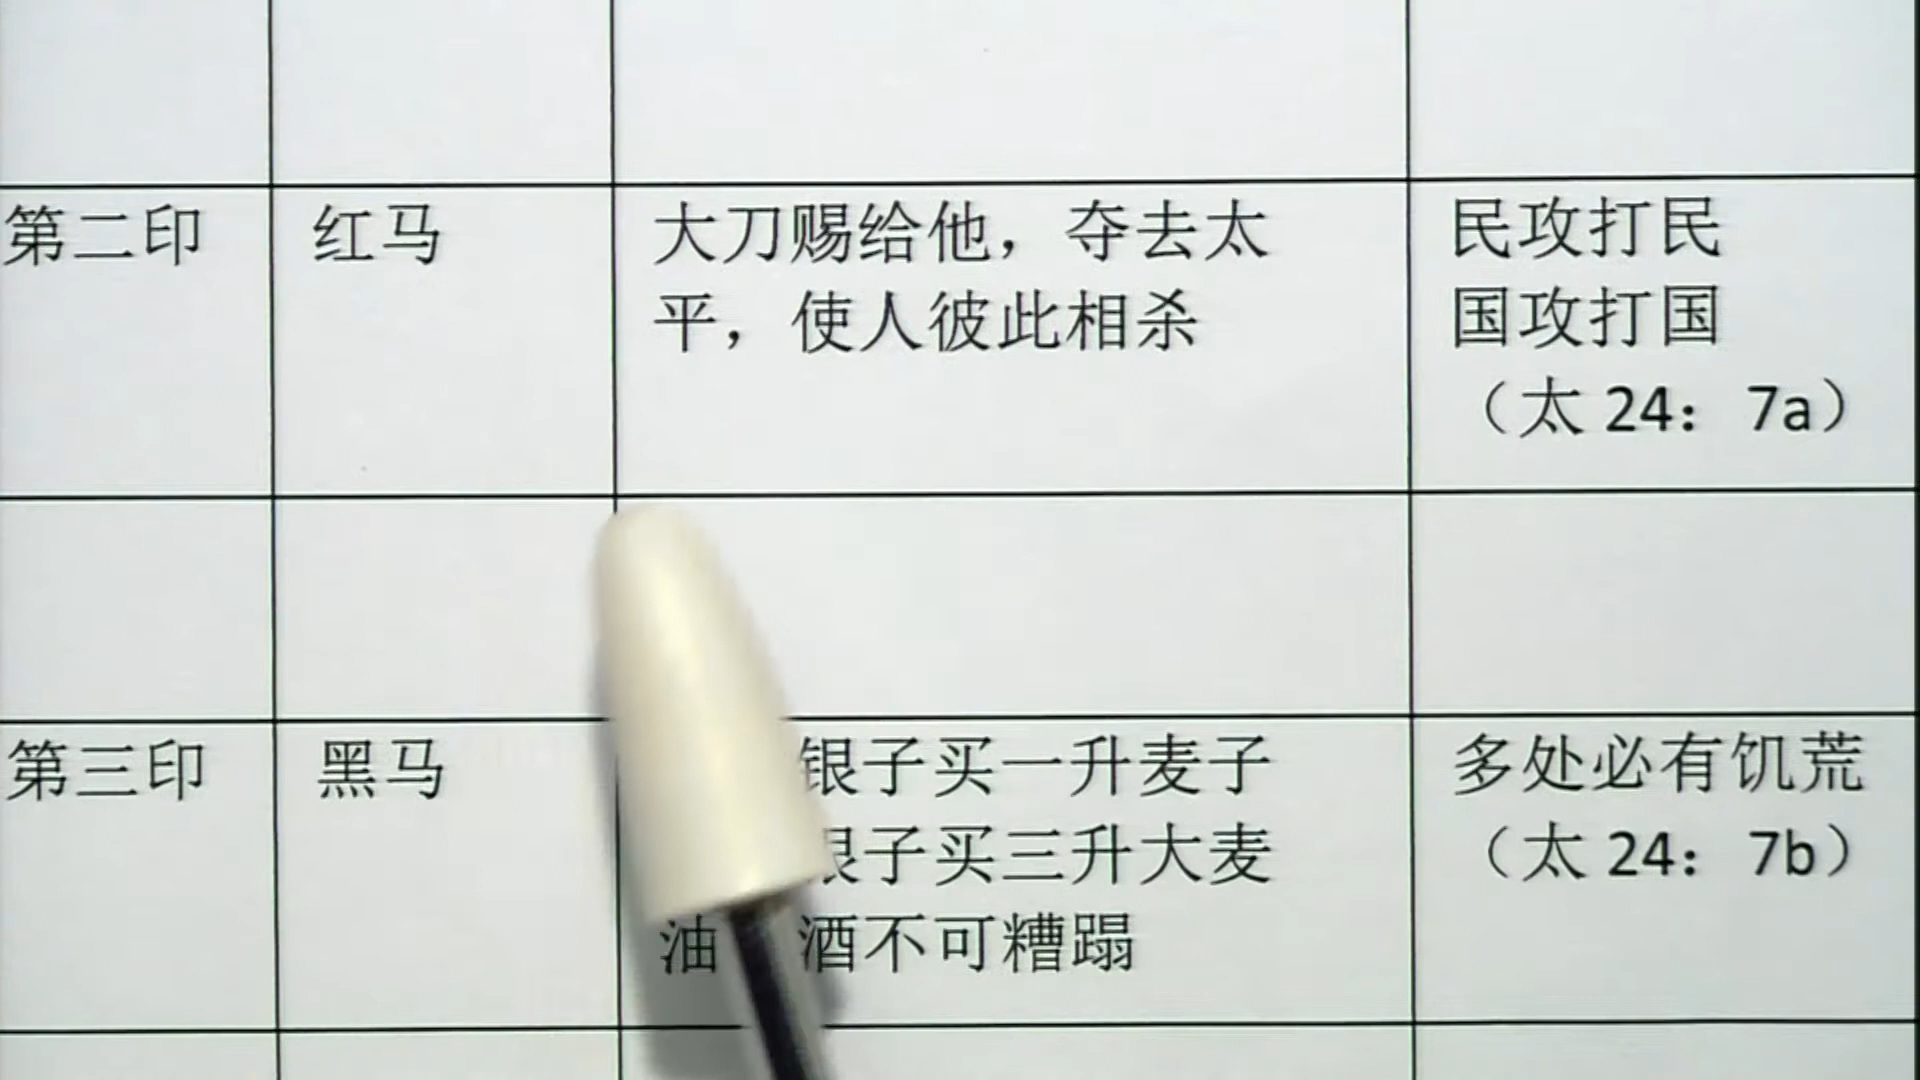 第二印
红马
大刀赐给他，夺去太
平，使人彼此相杀
民攻打民
国攻打国
（太 24：7a）
第三印
黑马
银子买一升麦子
银子买三升大麦
油 酒不可糟蹋
多处必有饥荒
（太 24：7b）